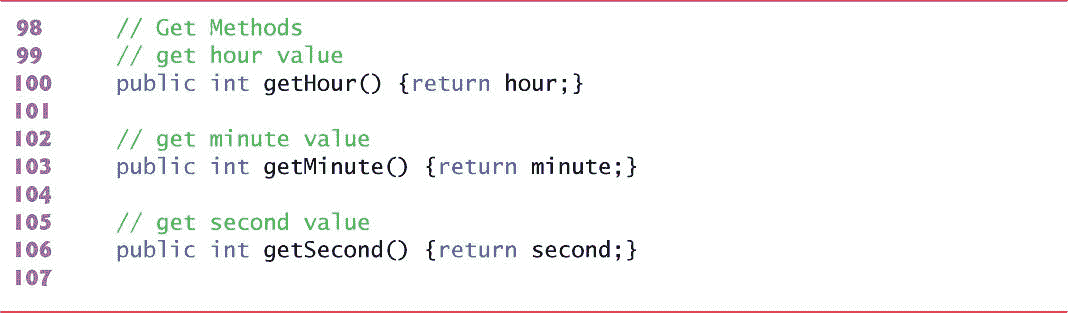 98 // Get Methods
99 // get hour value
100 public int getHour() {return hour;}
101
102 // get minute value
103 public int getMinute() {return minute;}
104
105 // get second value
106 public int getSecond() {return second;}
107